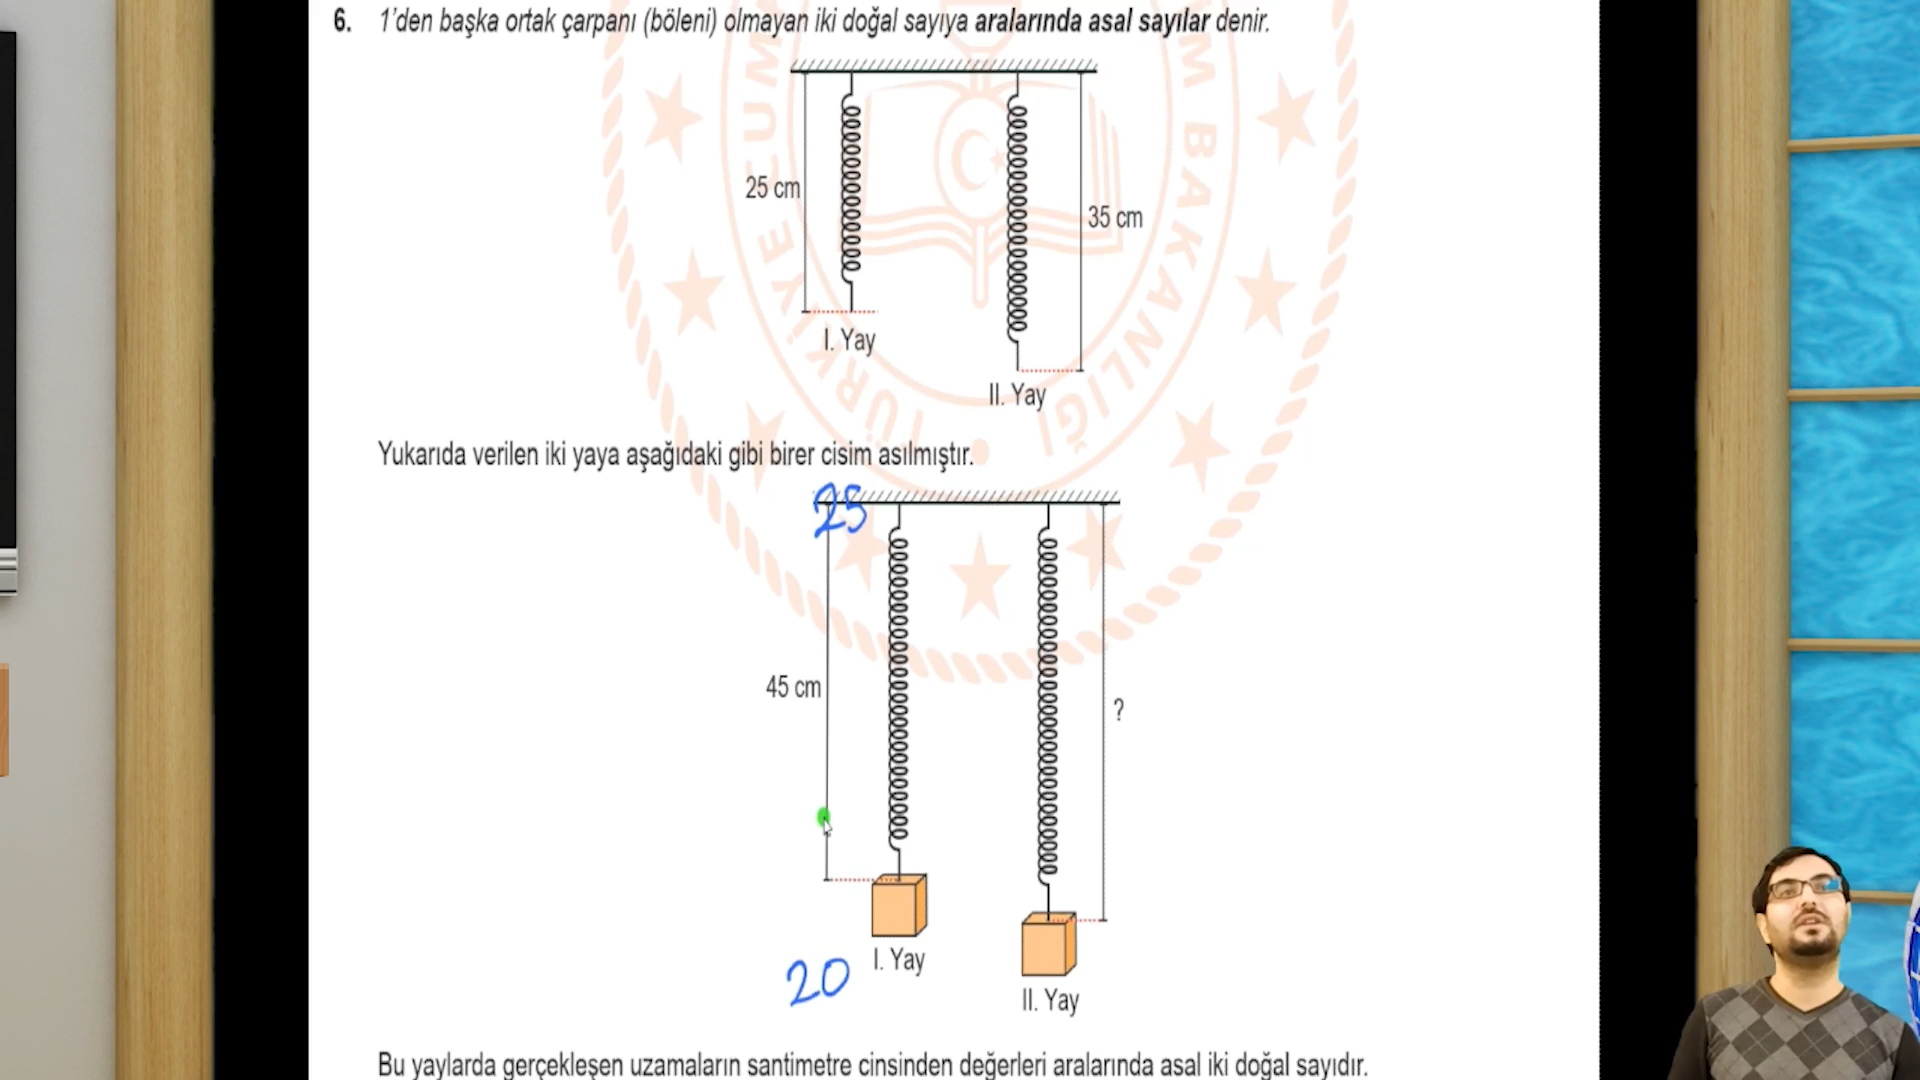 6. 1'den başka ortak çarpanı (böleni) olmayan iki doğal sayıya aralarında asal sayılar denir.
25 cm
35 cm
I. Yay
II. Yay
Yukarıda verilen iki yaya aşağıdaki gibi birer cisim asılmıştır.
25
45 cm
?
20
I. Yay
II. Yay
Bu yaylarda gerçekleşen uzamaların santimetre cinsinden değerleri aralarında asal iki doğal sayıdır.